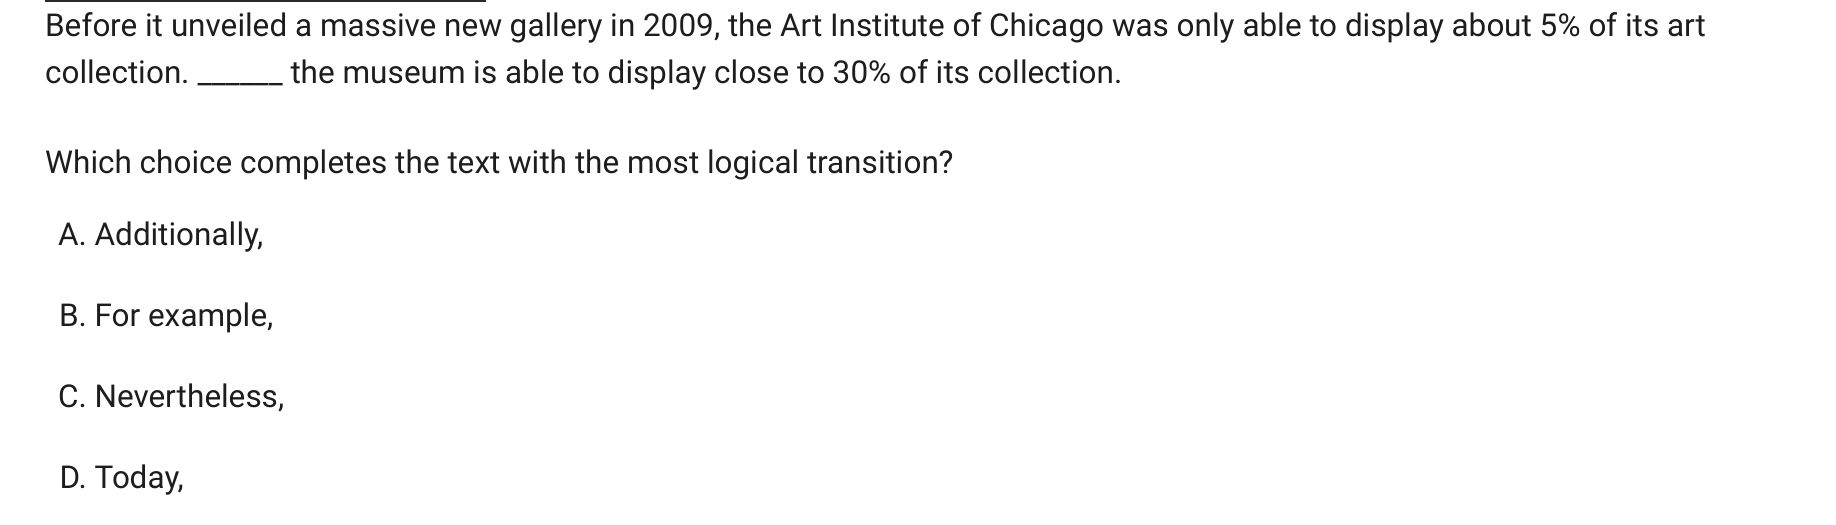 Before it unveiled a massive new gallery in 2009, the Art Institute of Chicago was only able to display about 5% of its art
collection. ______ the museum is able to display close to 30% of its collection.
Which choice completes the text with the most logical transition?
A. Additionally,
B. For example,
C. Nevertheless,
D. Today,